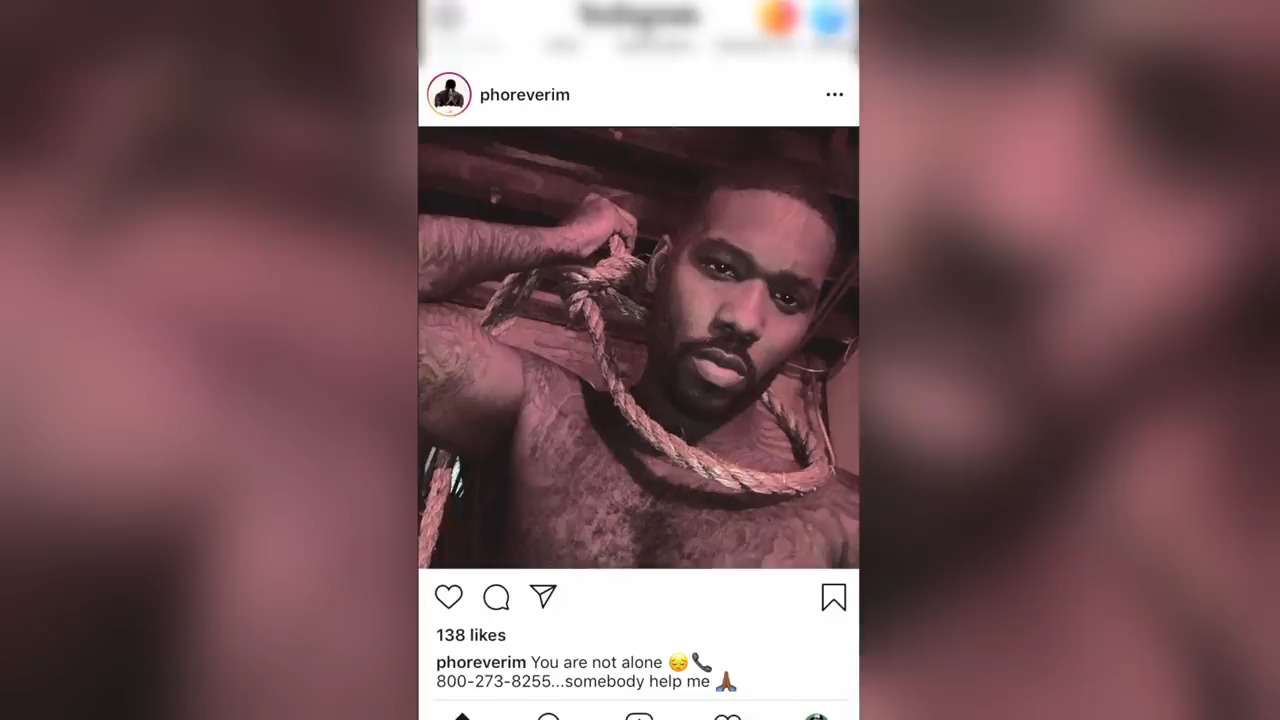 phoreverim
138 likes
phoreverim You are not alone 😔📞
800-273-8255...somebody help me 🙏🏾